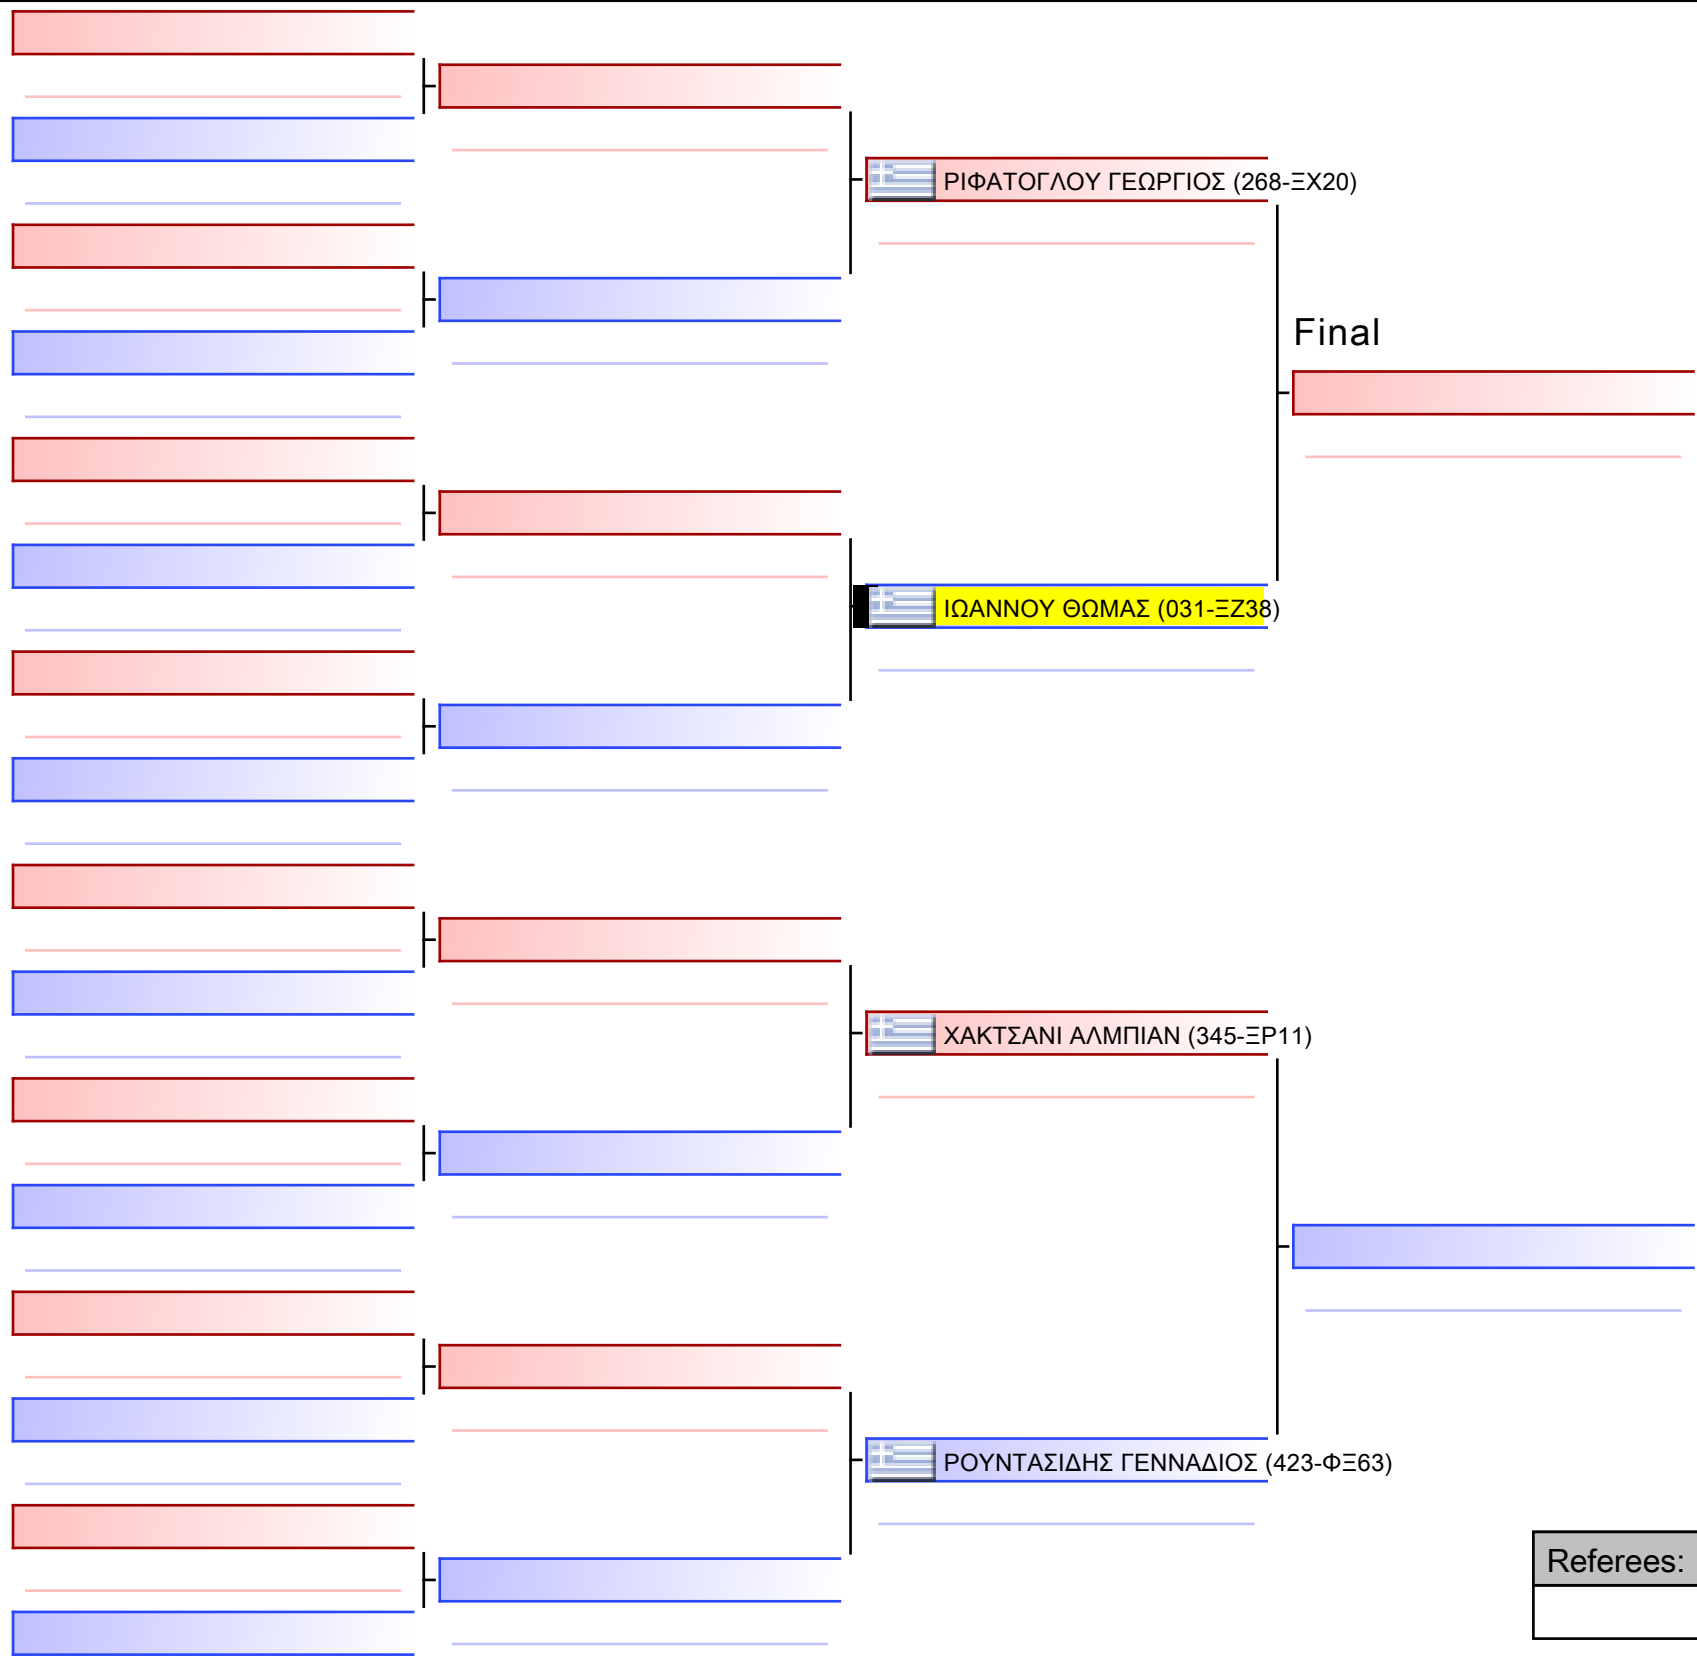 ΡΙΦΑΤΟΓΛΟΥ ΓΕΩΡΓΙΟΣ (268-ΞΧ20)
Final
ΙΩΑΝΝΟΥ ΘΩΜΑΣ (031-ΞΖ38)
ΧΑΚΤΣΑΝΙ ΑΛΜΠΙΑΝ (345-ΞΡ11)
ΡΟΥΝΤΑΣΙΔΗΣ ΓΕΝΝΑΔΙΟΣ (423-ΦΞ63)
Referees: